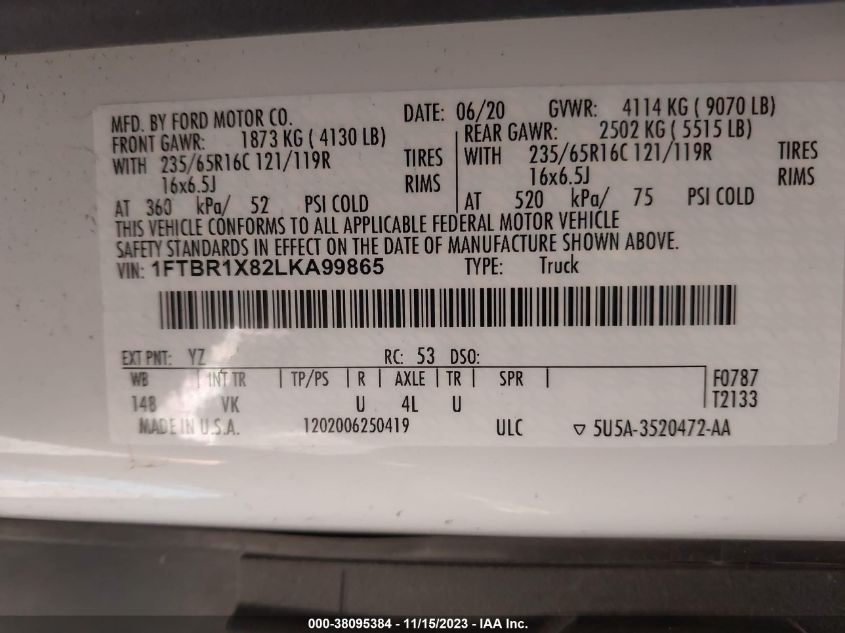 MFD. BY FORD MOTOR CO. DATE: 06/20 GVWR: 4114 KG ( 9070 LB)
FRONT GAWR: 1873 KG ( 4130 LB) REAR GAWR: 2502 KG ( 5515 LB)
WITH 235/65R16C 121/119R TIRES WITH 235/65R16C 121/119R TIRES
16x6.5J RIMS 16x6.5J RIMS
AT 360 kPa/ 52 PSI COLD AT 520 kPa/ 75 PSI COLD
THIS VEHICLE CONFORMS TO ALL APPLICABLE FEDERAL MOTOR VEHICLE
SAFETY STANDARDS IN EFFECT ON THE DATE OF MANUFACTURE SHOWN ABOVE.
VIN: 1FTBR1X82LKA99865 TYPE: Truck
EXT PNT: YZ RC: 53 DSO:
WB INT TR TP/PS R AXLE TR SPR F0787
148 VK U 4L U T2133
MADE IN U.S.A. 1202006250419 ULC ▽ 5U5A-3520472-AA
000-38095384 - 11/15/2023 - IAA Inc.